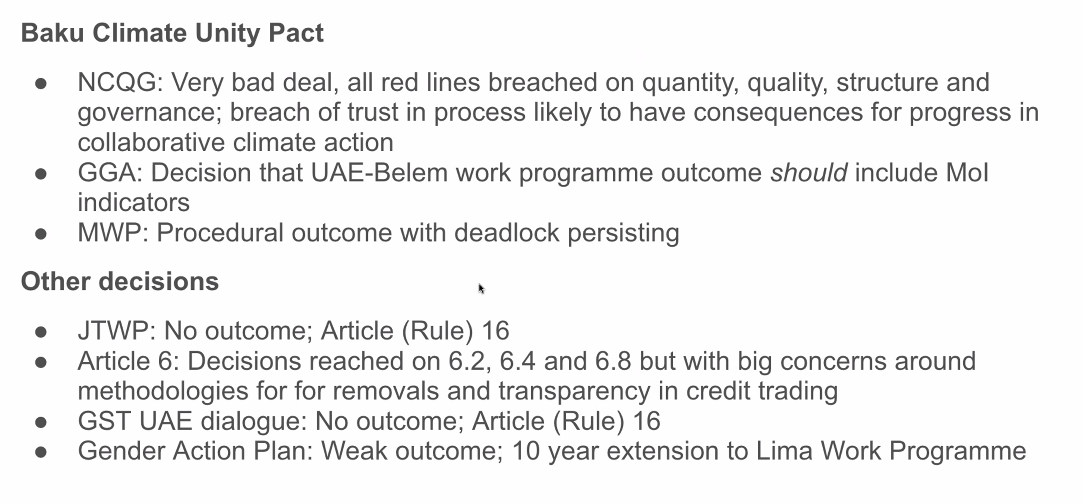 Baku Climate Unity Pact
● NCQG: Very bad deal, all red lines breached on quantity, quality, structure and
governance; breach of trust in process likely to have consequences for progress in
collaborative climate action
● GGA: Decision that UAE-Belem work programme outcome should include MoI
indicators
● MWP: Procedural outcome with deadlock persisting
Other decisions
● JTWP: No outcome; Article (Rule) 16
● Article 6: Decisions reached on 6.2, 6.4 and 6.8 but with big concerns around
methodologies for for removals and transparency in credit trading
● GST UAE dialogue: No outcome; Article (Rule) 16
● Gender Action Plan: Weak outcome; 10 year extension to Lima Work Programme